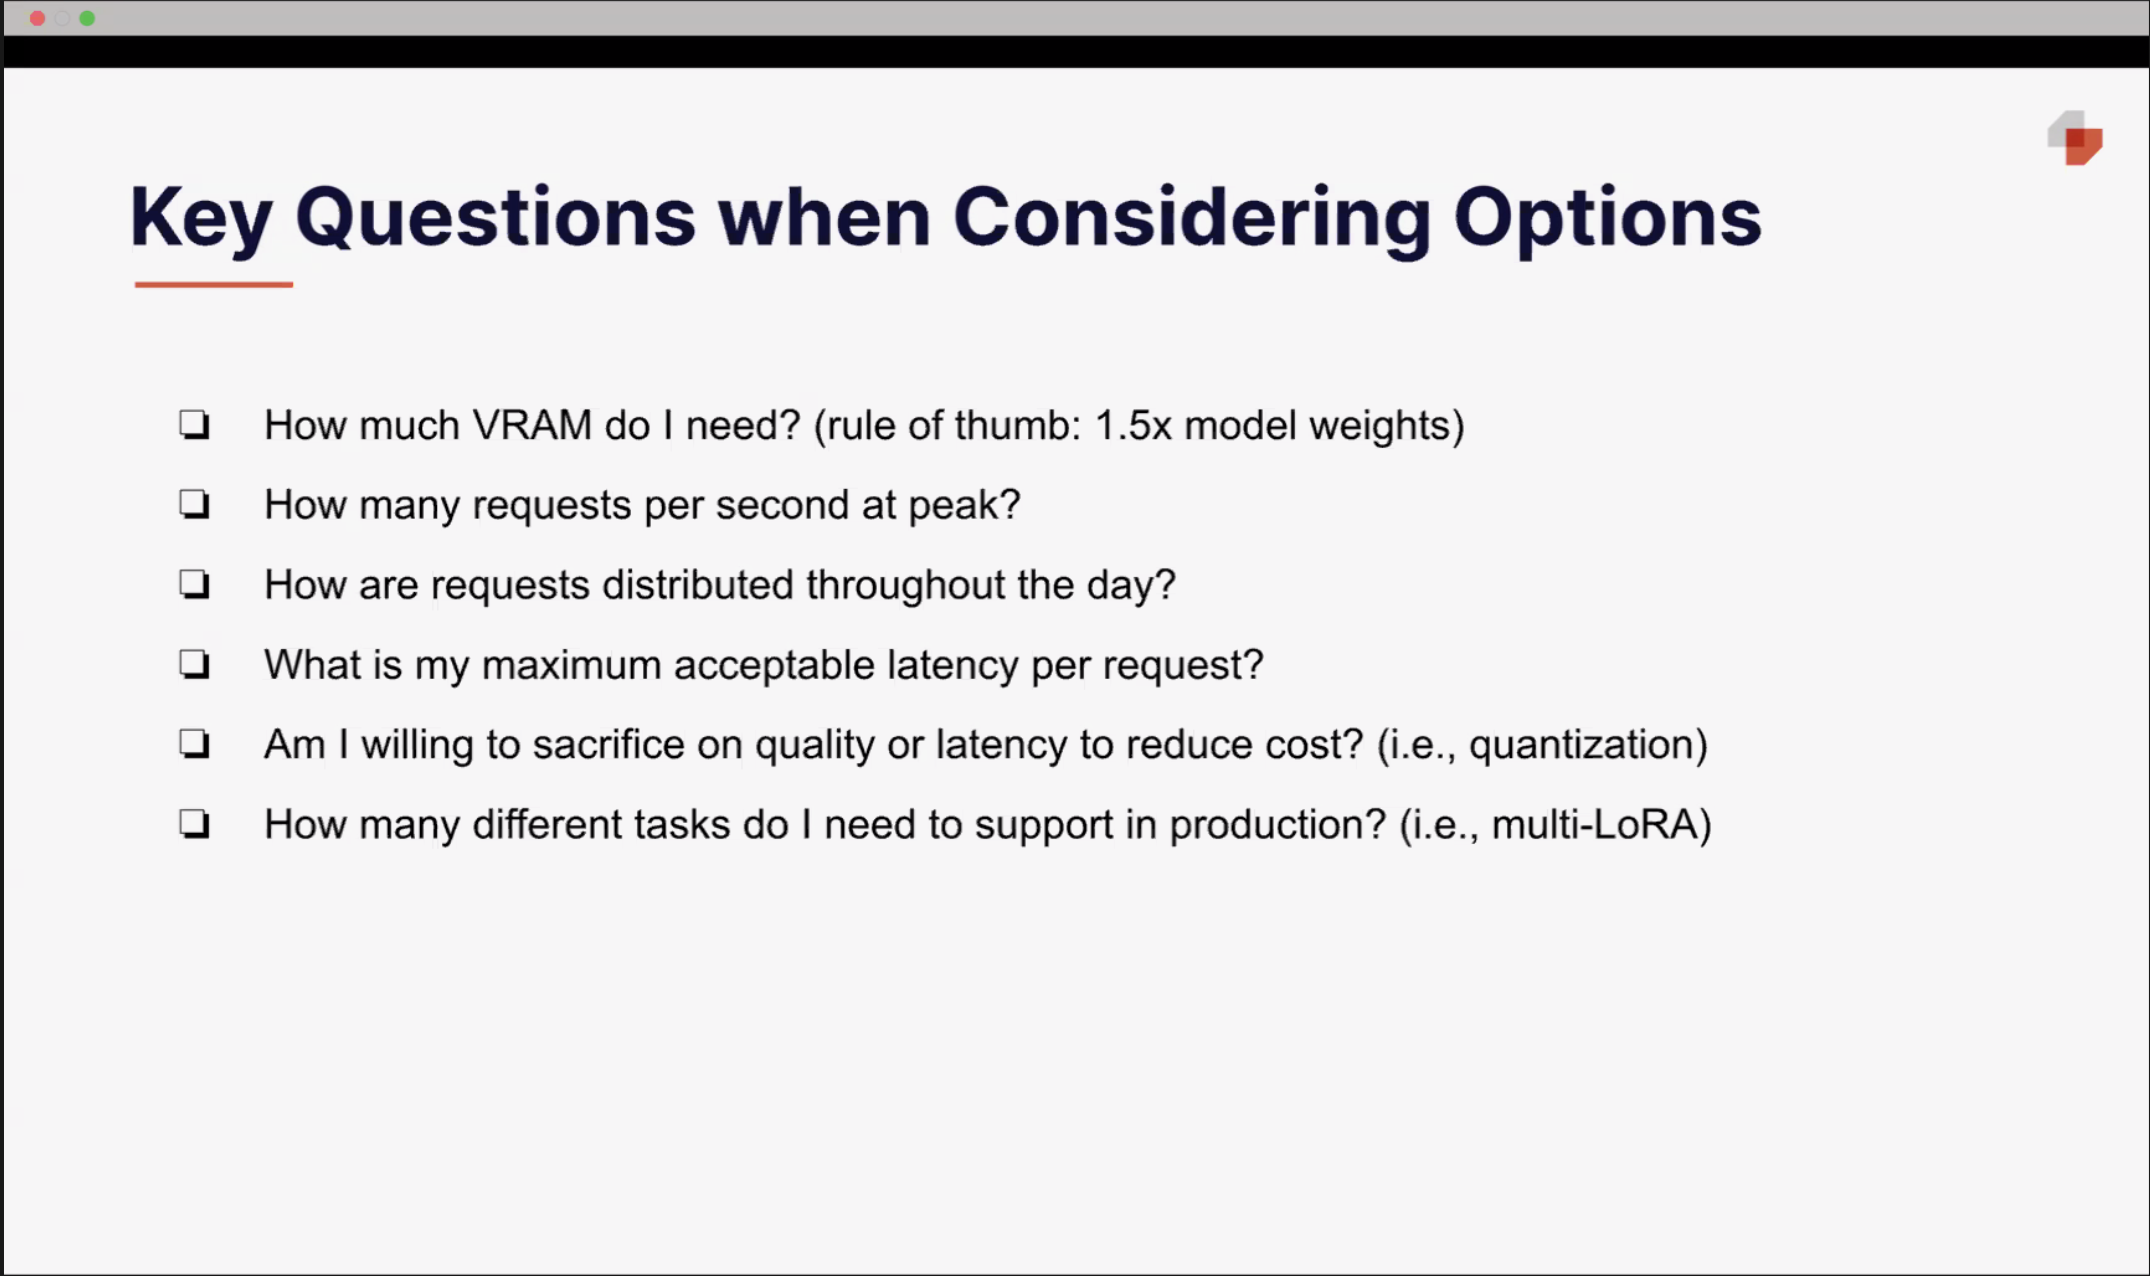 Key Questions when Considering Options
How much VRAM do I need? (rule of thumb: 1.5x model weights)
How many requests per second at peak?
How are requests distributed throughout the day?
What is my maximum acceptable latency per request?
Am I willing to sacrifice on quality or latency to reduce cost? (i.e., quantization)
How many different tasks do I need to support in production? (i.e., multi-LoRA)